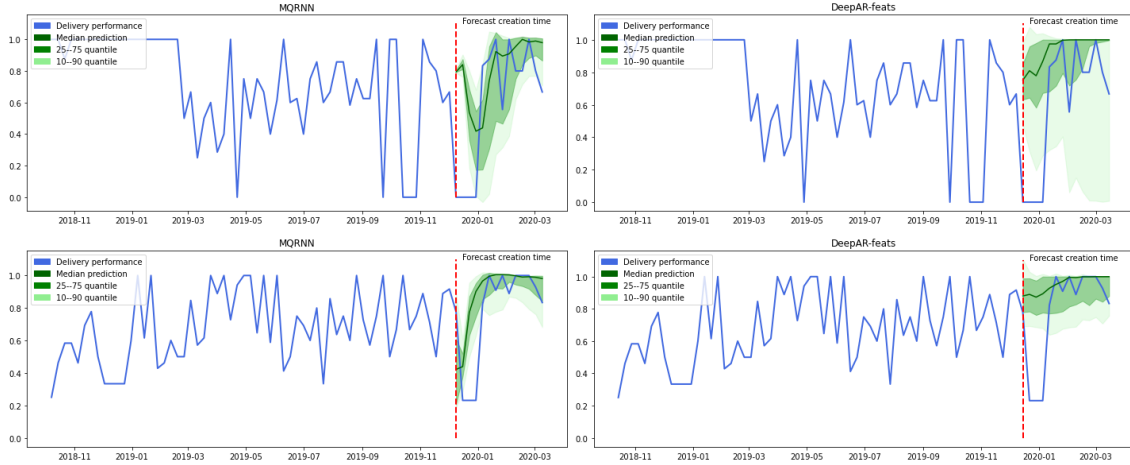 MQRNN
Forecast creation time
Delivery performance
Median prediction
25--75 quantile
10--90 quantile
1.0
0.8
0.6
0.4
0.2
0.0
2018-11 2019-01 2019-03 2019-05 2019-07 2019-09 2019-11 2020-01 2020-03
DeepAR-feats
Forecast creation time
Delivery performance
Median prediction
25--75 quantile
10--90 quantile
1.0
0.8
0.6
0.4
0.2
0.0
2018-11 2019-01 2019-03 2019-05 2019-07 2019-09 2019-11 2020-01 2020-03
MQRNN
Forecast creation time
Delivery performance
Median prediction
25--75 quantile
10--90 quantile
1.0
0.8
0.6
0.4
0.2
0.0
2018-11 2019-01 2019-03 2019-05 2019-07 2019-09 2019-11 2020-01 2020-03
DeepAR-feats
Forecast creation time
Delivery performance
Median prediction
25--75 quantile
10--90 quantile
1.0
0.8
0.6
0.4
0.2
0.0
2018-11 2019-01 2019-03 2019-05 2019-07 2019-09 2019-11 2020-01 2020-03